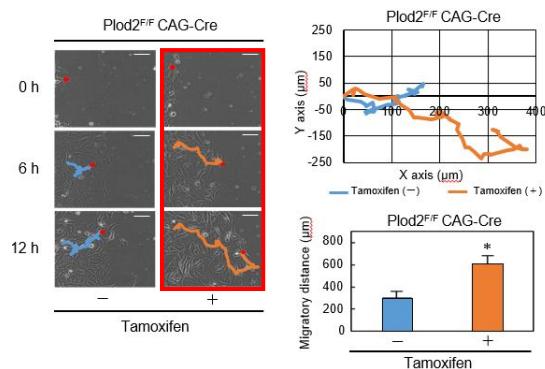 Plod2F/F CAG-Cre
0 h
6 h
12 h
− +
Tamoxifen
Plod2F/F CAG-Cre
Y axis (μm)
250
150
50
-50
-150
-250
0 100 200 300 400
X axis (μm)
Tamoxifen (−) Tamoxifen (+)
Plod2F/F CAG-Cre
Migratory distance (μm)
800
600
400
200
0
*
− +
Tamoxifen